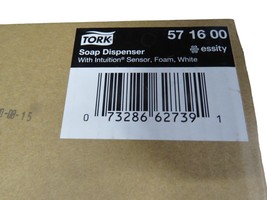 TORK
57 16 00
Soap Dispenser
essity
With Intuition® Sensor, Foam, White
0 73286 62739 1